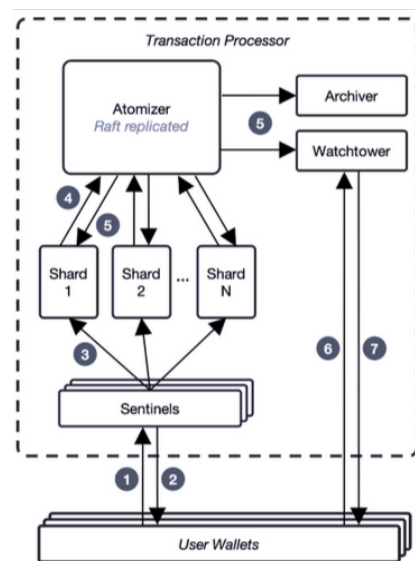 Transaction Processor
Atomizer
Raft replicated
Archiver
5
Watchtower
4
5
Shard
1
Shard
2
...
Shard
N
3
Sentinels
6
7
1
2
User Wallets